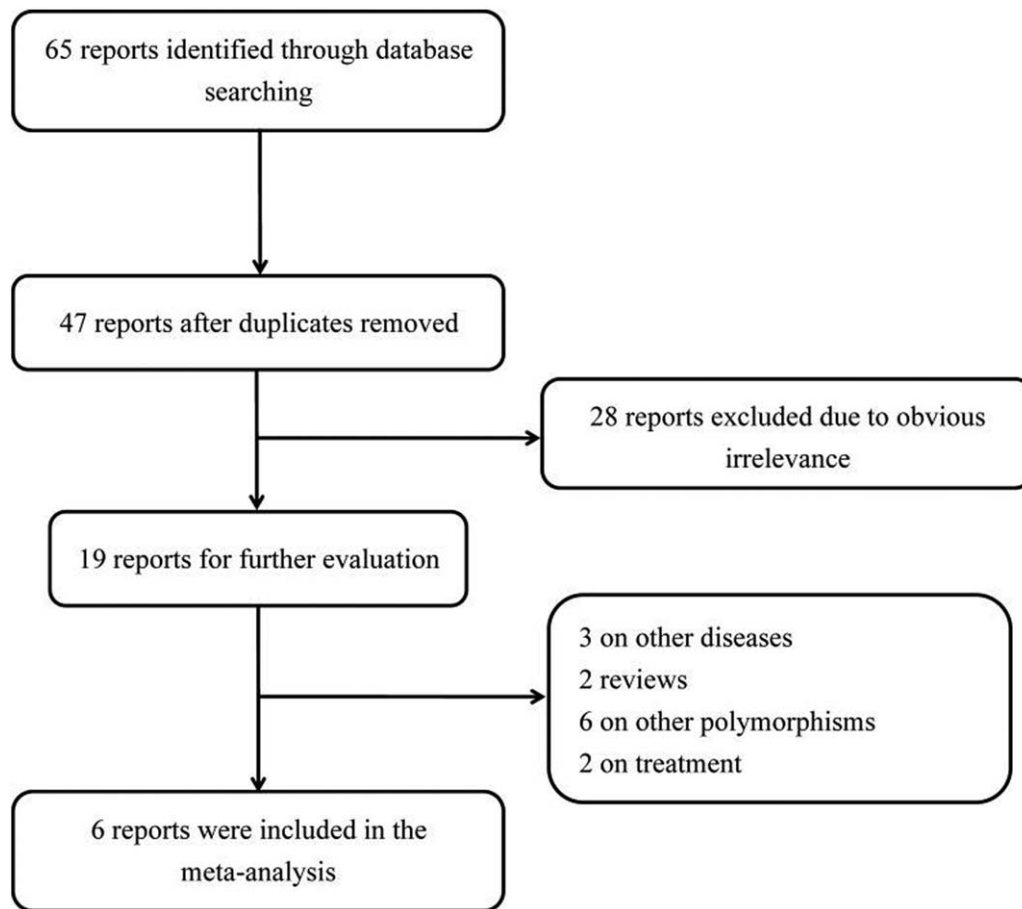 65 reports identified through database
searching
47 reports after duplicates removed
28 reports excluded due to obvious
irrelevance
19 reports for further evaluation
3 on other diseases
2 reviews
6 on other polymorphisms
2 on treatment
6 reports were included in the
meta-analysis